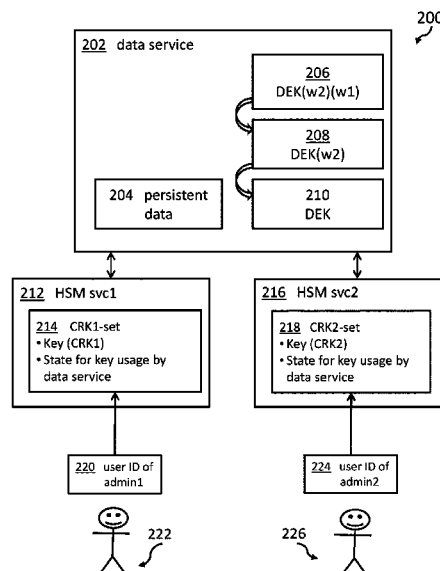 200
202 data service
206
DEK(w2)(w1)
208
DEK(w2)
204 persistent
data
210
DEK
212 HSM svc1
214 CRK1-set
• Key (CRK1)
• State for key usage by
data service
216 HSM svc2
218 CRK2-set
• Key (CRK2)
• State for key usage by
data service
220 user ID of
admin1
224 user ID of
admin2
222
226